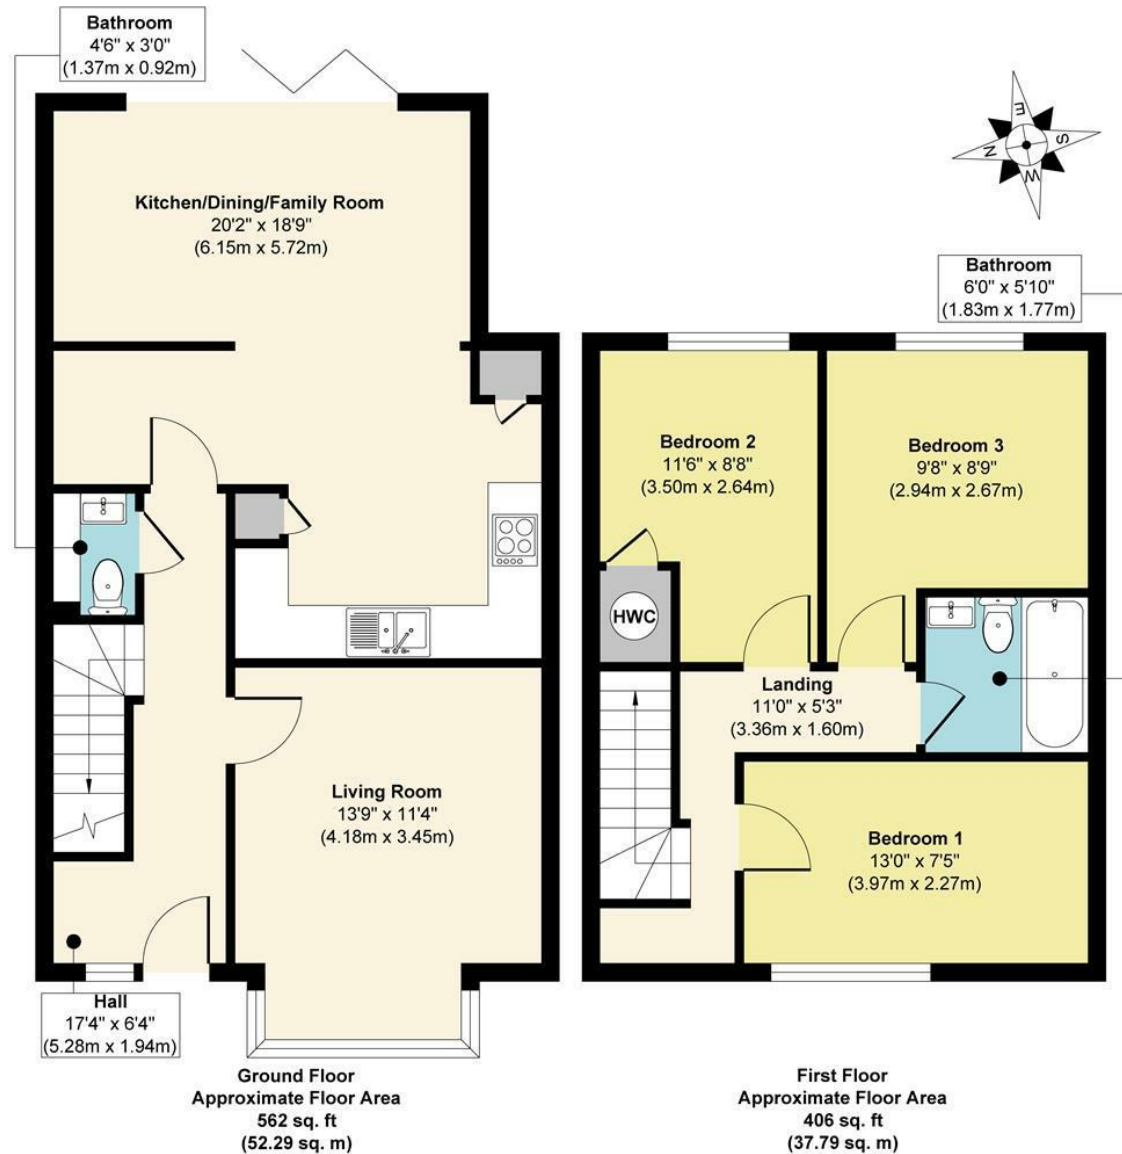 Bathroom
4'6" x 3'0"
(1.37m x 0.92m)
Kitchen/Dining/Family Room
20'2" x 18'9"
(6.15m x 5.72m)
E
S
N
W
Bathroom
6'0" x 5'10"
(1.83m x 1.77m)
Bedroom 2
11'6" x 8'8"
(3.50m x 2.64m)
Bedroom 3
9'8" x 8'9"
(2.94m x 2.67m)
HWC
Landing
11'0" x 5'3"
(3.36m x 1.60m)
Living Room
13'9" x 11'4"
(4.18m x 3.45m)
Bedroom 1
13'0" x 7'5"
(3.97m x 2.27m)
Hall
17'4" x 6'4"
(5.28m x 1.94m)
Ground Floor
Approximate Floor Area
562 sq. ft
(52.29 sq. m)
First Floor
Approximate Floor Area
406 sq. ft
(37.79 sq. m)